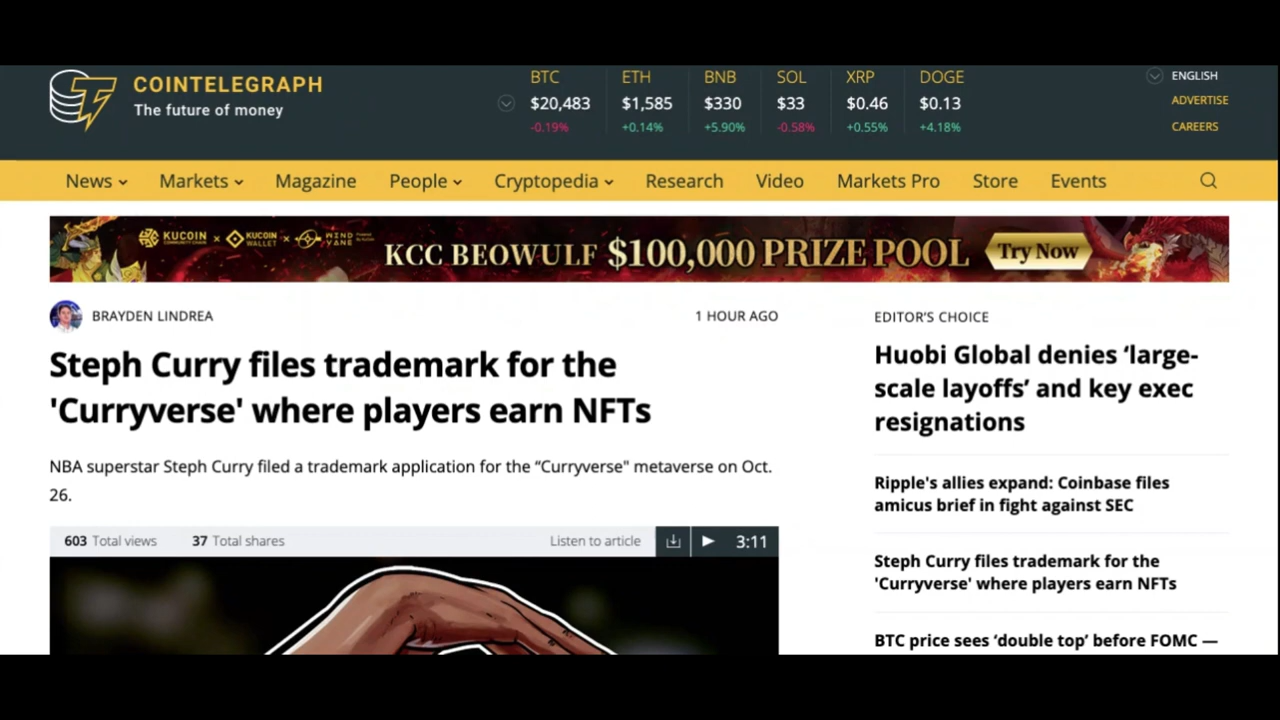 COINTELEGRAPH
The future of money
BTC ETH BNB SOL XRP DOGE
$20,483 $1,585 $330 $33 $0.46 $0.13
-0.19% +0.14% +5.90% -0.58% +0.55% +4.18%
ENGLISH
ADVERTISE
CAREERS
News Markets Magazine People Cryptopedia Research Video Markets Pro Store Events
KUCOIN COMMUNITY CHAIN x KUCOIN WALLET x WIND VANE
KCC BEOWULF $100,000 PRIZE POOL Try Now
BRAYDEN LINDREA 1 HOUR AGO
Steph Curry files trademark for the
'Curryverse' where players earn NFTs
NBA superstar Steph Curry filed a trademark application for the “Curryverse" metaverse on Oct.
26.
603 Total views 37 Total shares Listen to article 3:11
EDITOR’S CHOICE
Huobi Global denies ‘large-
scale layoffs’ and key exec
resignations
Ripple's allies expand: Coinbase files
amicus brief in fight against SEC
Steph Curry files trademark for the
'Curryverse' where players earn NFTs
BTC price sees ‘double top’ before FOMC —